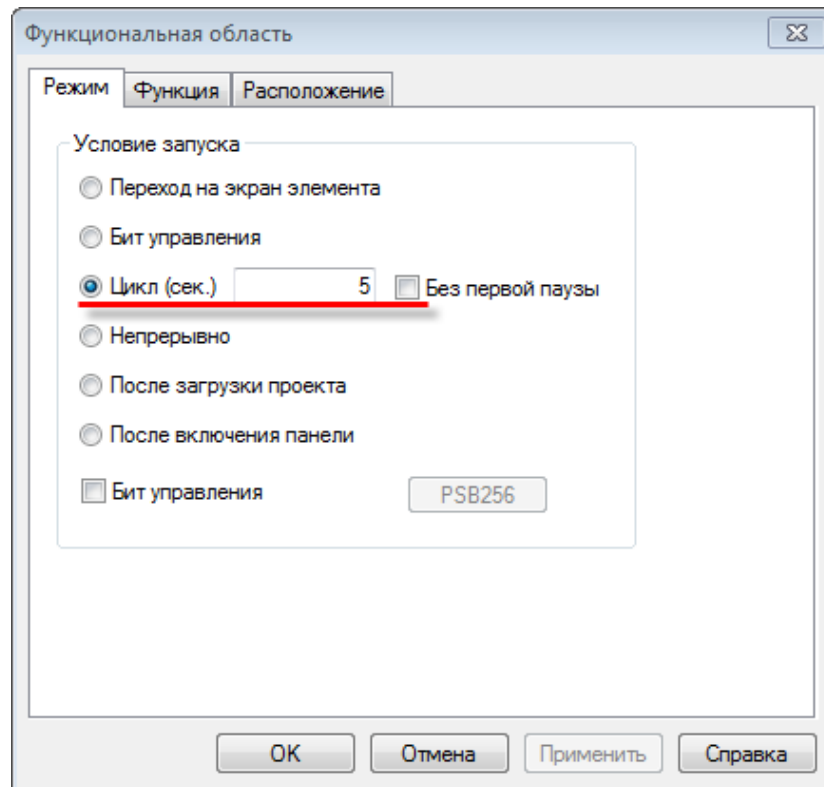 Функциональная область
Режим Функция Расположение
Условие запуска
Переход на экран элемента
Бит управления
Цикл (сек.) 5 Без первой паузы
Непрерывно
После загрузки проекта
После включения панели
Бит управления PSB256
OK Отмена Применить Справка